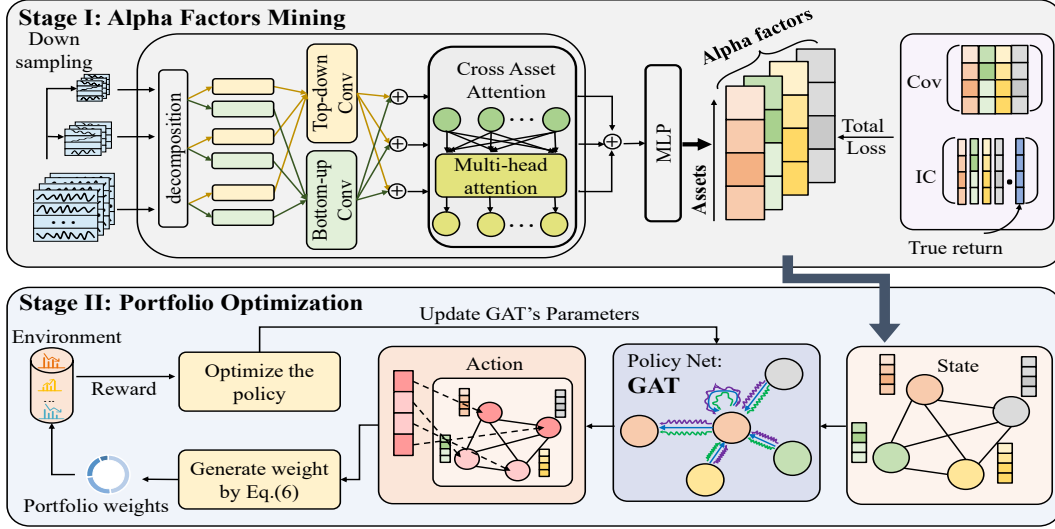 Stage I: Alpha Factors Mining
Down
sampling
decomposition
Top-down
Conv
Bottom-up
Conv
Cross Asset
Attention
Multi-head
attention
MLP
Assets
Alpha factors
Total
Loss
Cov
IC
True return
Stage II: Portfolio Optimization
Environment
Reward
Optimize the
policy
Update GAT's Parameters
Action
Policy Net:
GAT
State
Generate weight
by Eq.(6)
Portfolio weights